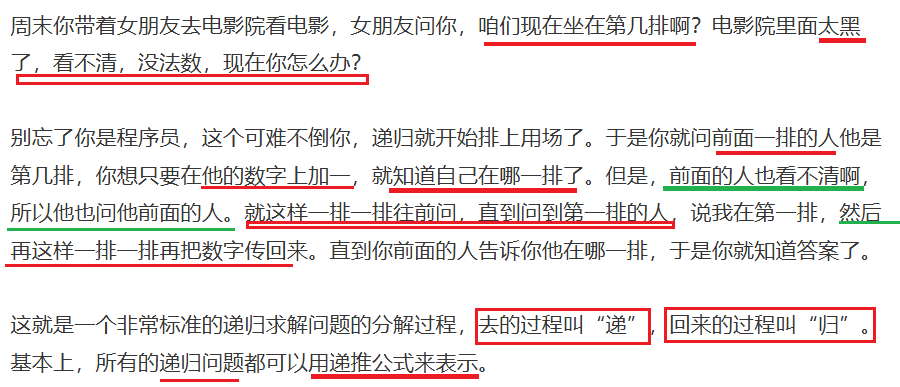 周末你带着女朋友去电影院看电影，女朋友问你，咱们现在坐在第几排啊？电影院里面太黑
了，看不清，没法数，现在你怎么办？
别忘了你是程序员，这个可难不倒你，递归就开始排上用场了。于是你就问前面一排的人他是
第几排，你想只要在他的数字上加一，就知道自己在哪一排了。但是，前面的人也看不清啊，
所以他也问他前面的人。就这样一排一排往前问，直到问到第一排的人，说我在第一排，然后
再这样一排一排再把数字传回来。直到你前面的人告诉你他在哪一排，于是你就知道答案了。
这就是一个非常标准的递归求解问题的分解过程，去的过程叫“递”，回来的过程叫“归”。
基本上，所有的递归问题都可以用递推公式来表示。